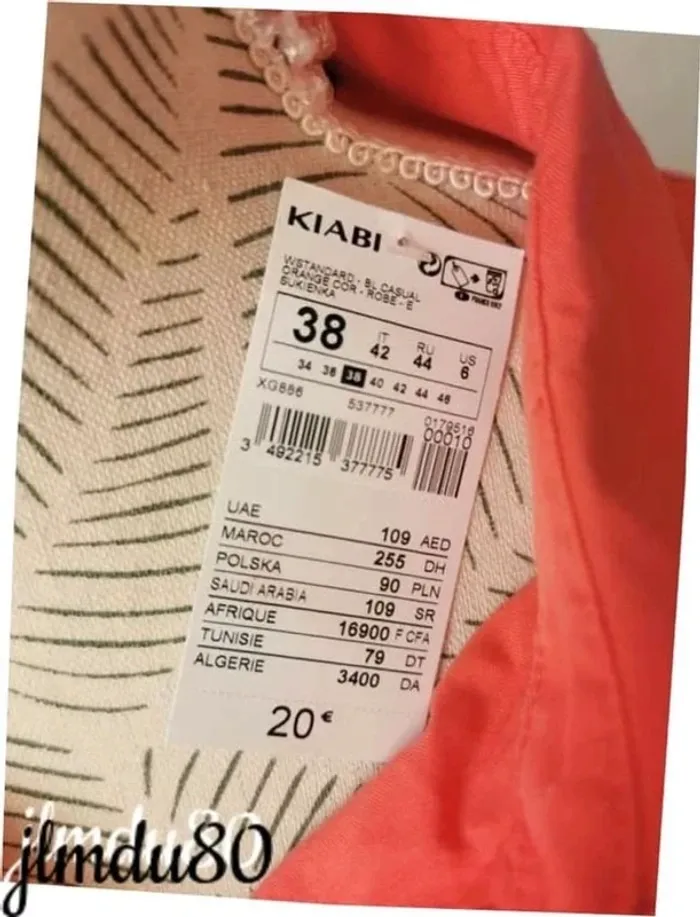 KIABI
WSTANDARD - BL CASUAL
ORANGE COR - ROBE - E
SUKIENKA
38 IT 42 RU 44 US 6
34 36 38 40 42 44 46
XG886 537777 0179516
00010
3 492215 377775
UAE 109 AED
MAROC 255 DH
POLSKA 90 PLN
SAUDI ARABIA 109 SR
AFRIQUE 16900 F CFA
TUNISIE 79 DT
ALGERIE 3400 DA
20 €
jlmdu80
jlmdu80